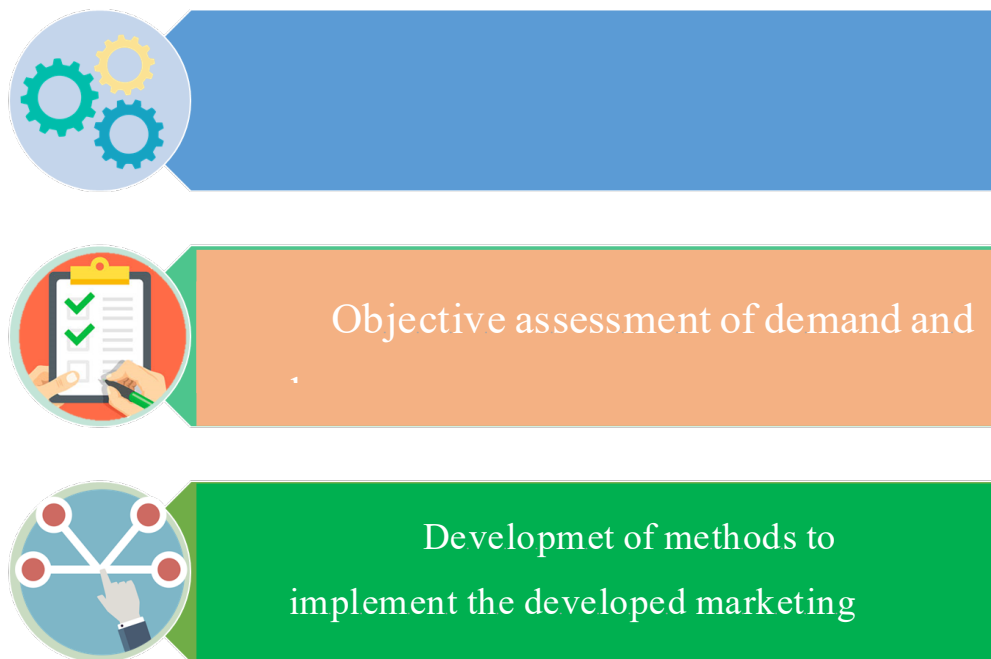 Objective assessment of demand and
Developmet of methods to
implement the developed marketing